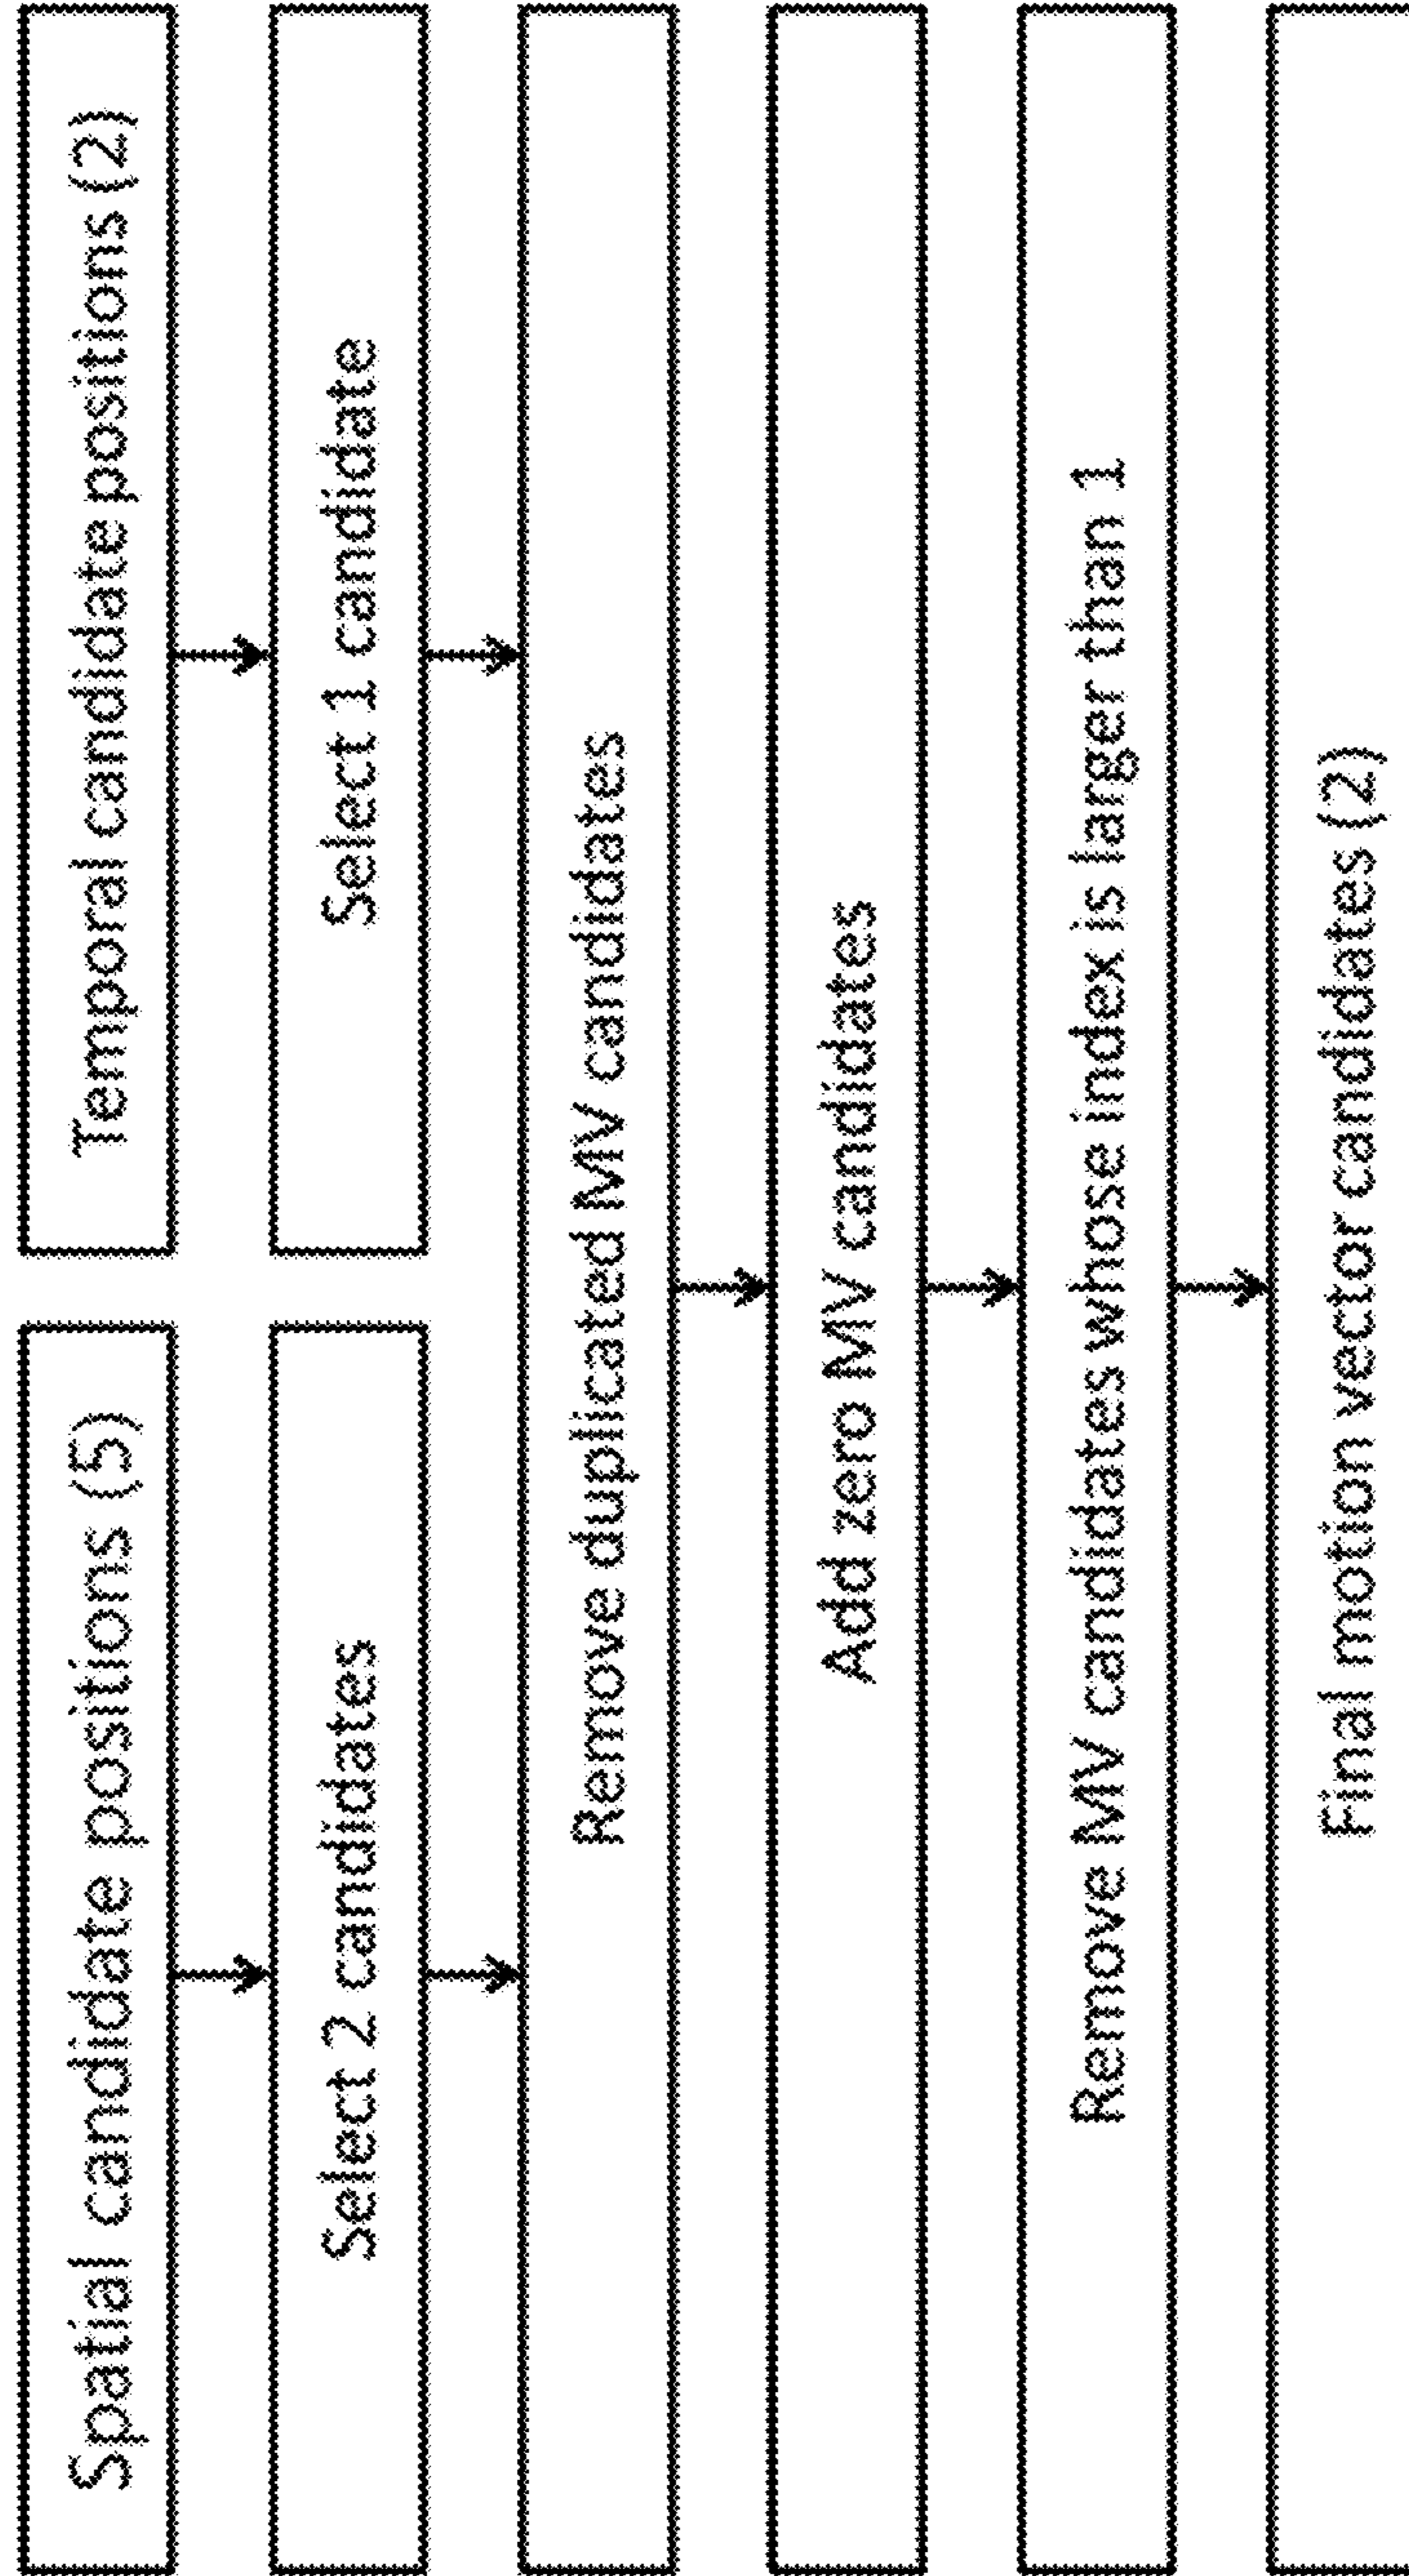 Spatial candidate positions (5)
Temporal candidate positions (2)
Select 2 candidates
Select 1 candidate
Remove duplicated MV candidates
Add zero MV candidates
Remove MV candidates whose index is larger than 1
Final motion vector candidates (2)